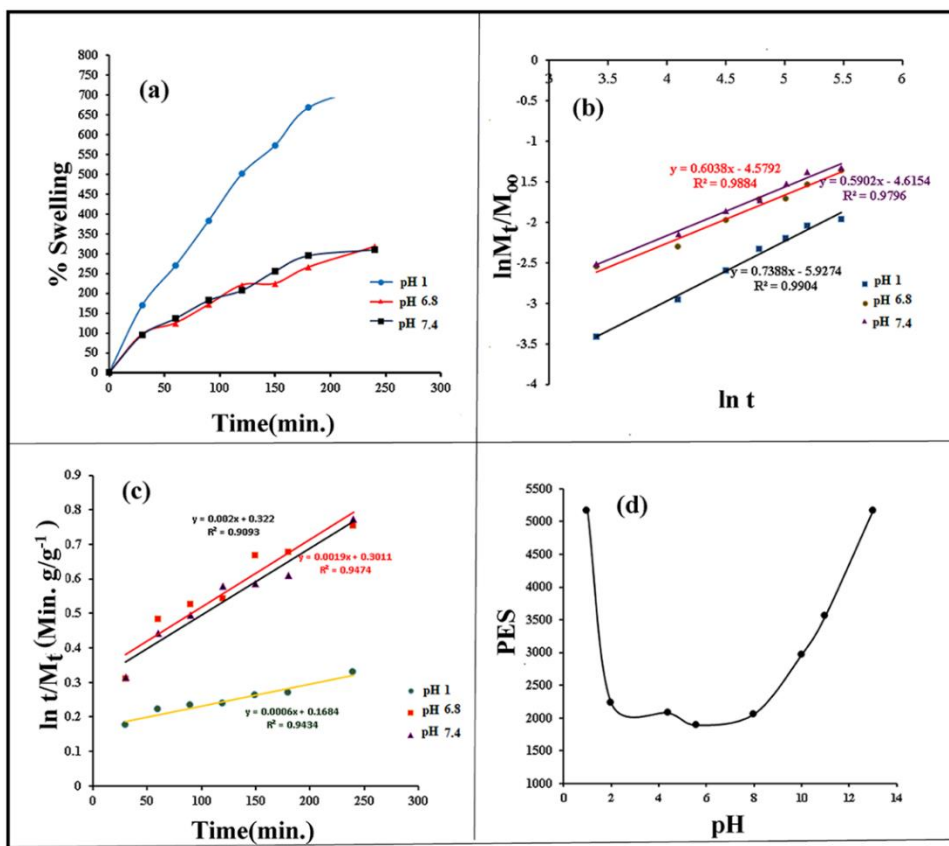 800
750
700
650
600
550
500
450
400
350
300
250
200
150
100
50
0
(a)
% Swelling
pH 1
pH 6.8
pH 7.4
0 50 100 150 200 250 300
Time(min.)
3 3.5 4 4.5 5 5.5 6
0
-0.5
-1
-1.5
-2
-2.5
-3
-3.5
-4
(b)
lnMt/Moo
y = 0.6038x - 4.5792
R² = 0.9884
y = 0.5902x - 4.6154
R² = 0.9796
y = 0.7388x - 5.9274
R² = 0.9904
pH 1
pH 6.8
pH 7.4
ln t
0.9
0.8
0.7
0.6
0.5
0.4
0.3
0.2
0.1
0
(c)
ln t/Mt (Min. g/g-1)
y = 0.002x + 0.322
R² = 0.9093
y = 0.0019x + 0.3011
R² = 0.9474
y = 0.0006x + 0.1684
R² = 0.9434
pH 1
pH 6.8
pH 7.4
0 50 100 150 200 250 300
Time(min.)
5000
4500
4000
3500
3000
2500
2000
1500
1000
(d)
PES
0 2 4 6 8 10 12 14
pH